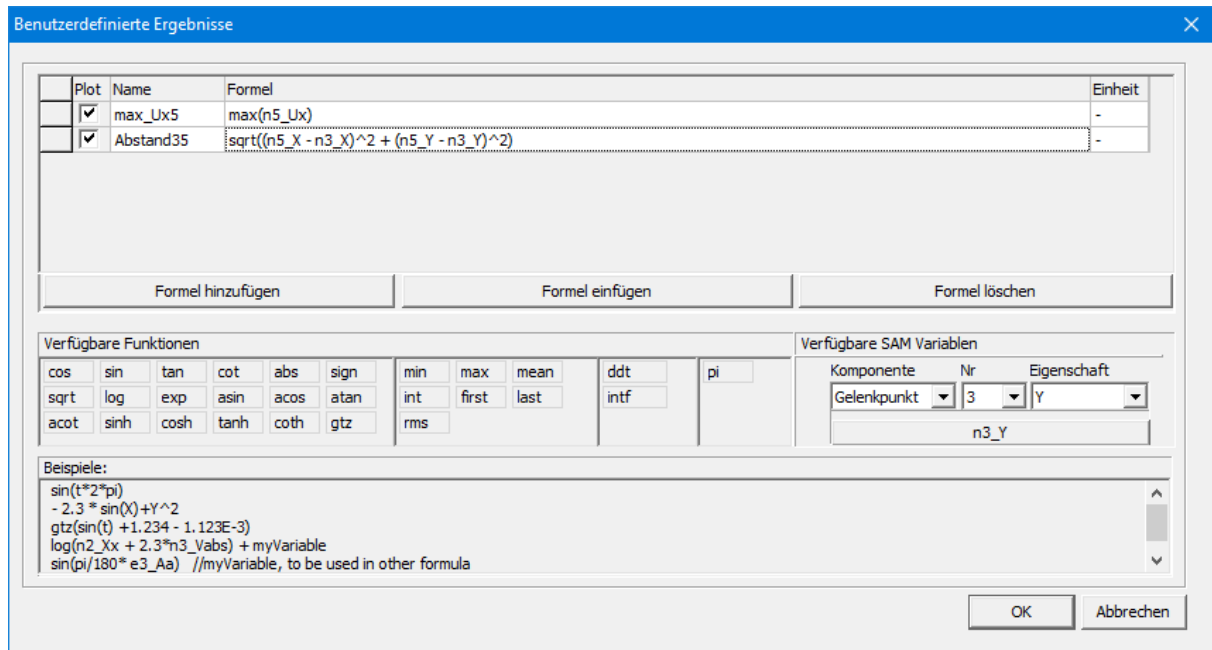 Benutzerdefinierte Ergebnisse
Plot Name Formel Einheit
max_Ux5 max(n5_Ux) -
Abstand35 sqrt((n5_X - n3_X)^2 + (n5_Y - n3_Y)^2) -
Formel hinzufügen Formel einfügen Formel löschen
Verfügbare Funktionen Verfügbare SAM Variablen
cos sin tan cot abs sign min max mean ddt pi Komponente Nr Eigenschaft
sqrt log exp asin acos atan int first last intf Gelenkpunkt 3 Y
acot sinh cosh tanh coth gtz rms n3_Y
Beispiele:
sin(t*2*pi)
- 2.3 * sin(X)+Y^2
gtz(sin(t) +1.234 - 1.123E-3)
log(n2_Xx + 2.3*n3_Vabs) + myVariable
sin(pi/180* e3_Aa) //myVariable, to be used in other formula
OK Abbrechen